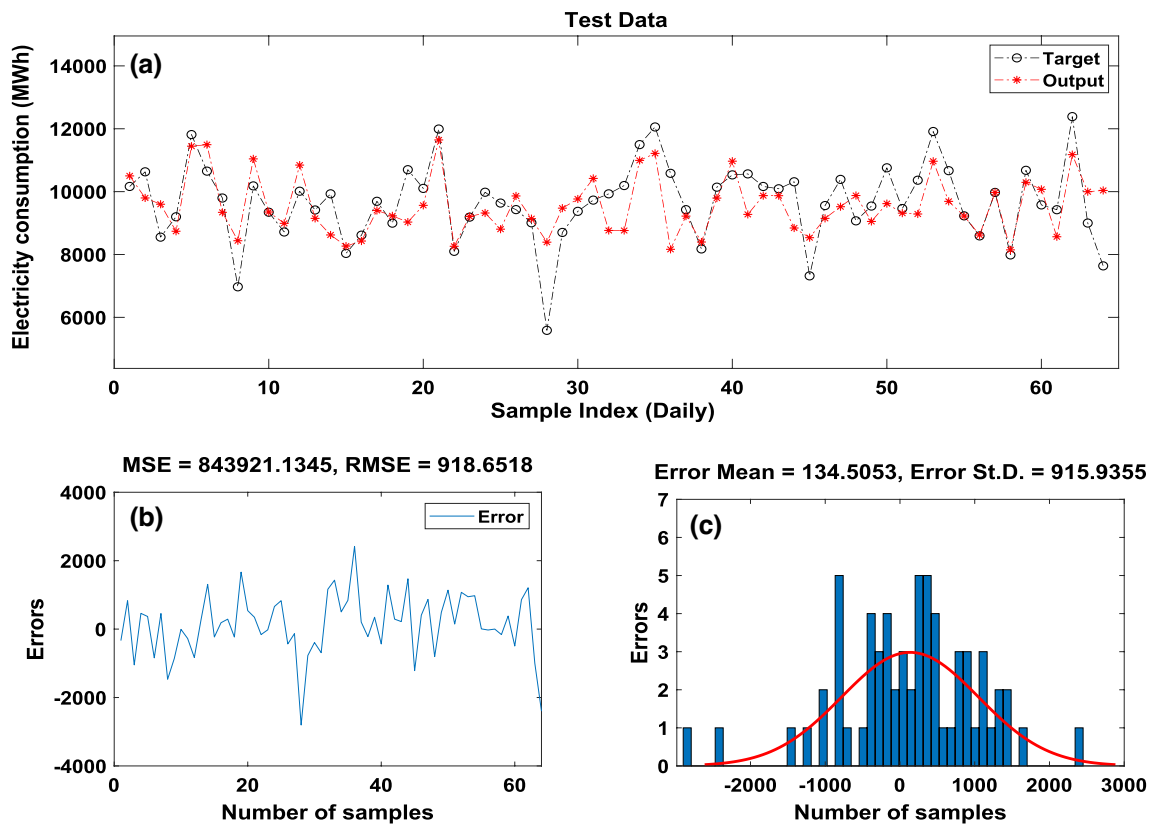 Test Data
(a)
Target
Output
Electricity consumption (MWh)
14000
12000
10000
8000
6000
0 10 20 30 40 50 60
Sample Index (Daily)
MSE = 843921.1345, RMSE = 918.6518
(b)
Error
Errors
4000
2000
0
-2000
-4000
0 20 40 60
Number of samples
Error Mean = 134.5053, Error St.D. = 915.9355
(c)
Errors
7
6
5
4
3
2
1
0
-2000 -1000 0 1000 2000 3000
Number of samples